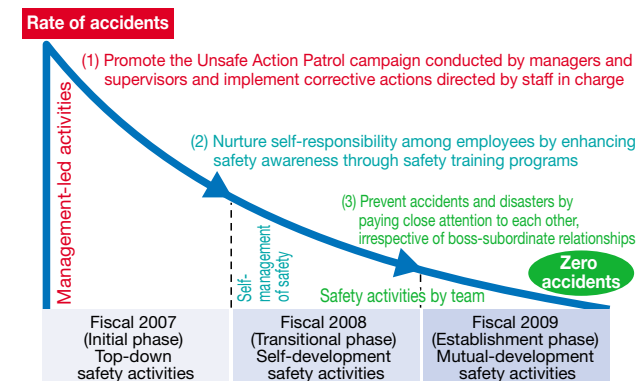 Rate of accidents
(1) Promote the Unsafe Action Patrol campaign conducted by managers and
supervisors and implement corrective actions directed by staff in charge
Management-led activities
(2) Nurture self-responsibility among employees by enhancing
safety awareness through safety training programs
(3) Prevent accidents and disasters by
paying close attention to each other,
irrespective of boss-subordinate relationships
Self-
management
of safety
Zero
accidents
Safety activities by team
Fiscal 2007
(Initial phase)
Top-down
safety activities
Fiscal 2008
(Transitional phase)
Self-development
safety activities
Fiscal 2009
(Establishment phase)
Mutual-development
safety activities